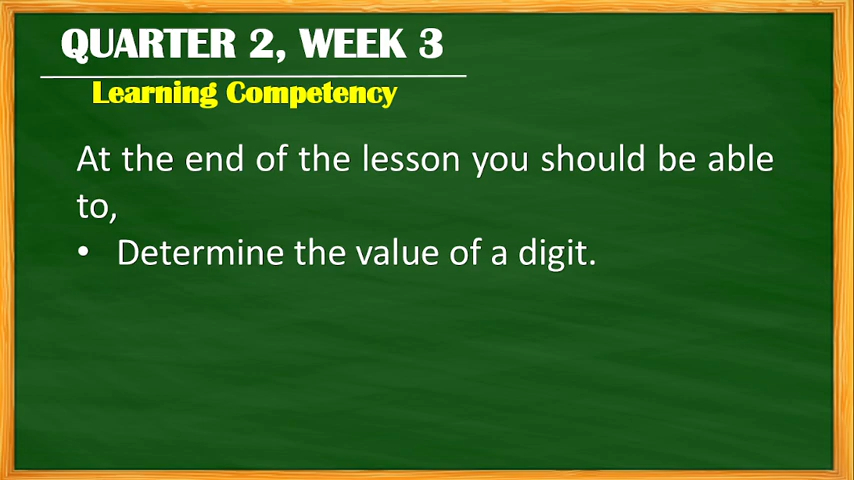 QUARTER 2, WEEK 3
Learning Competency
At the end of the lesson you should be able
to,
• Determine the value of a digit.